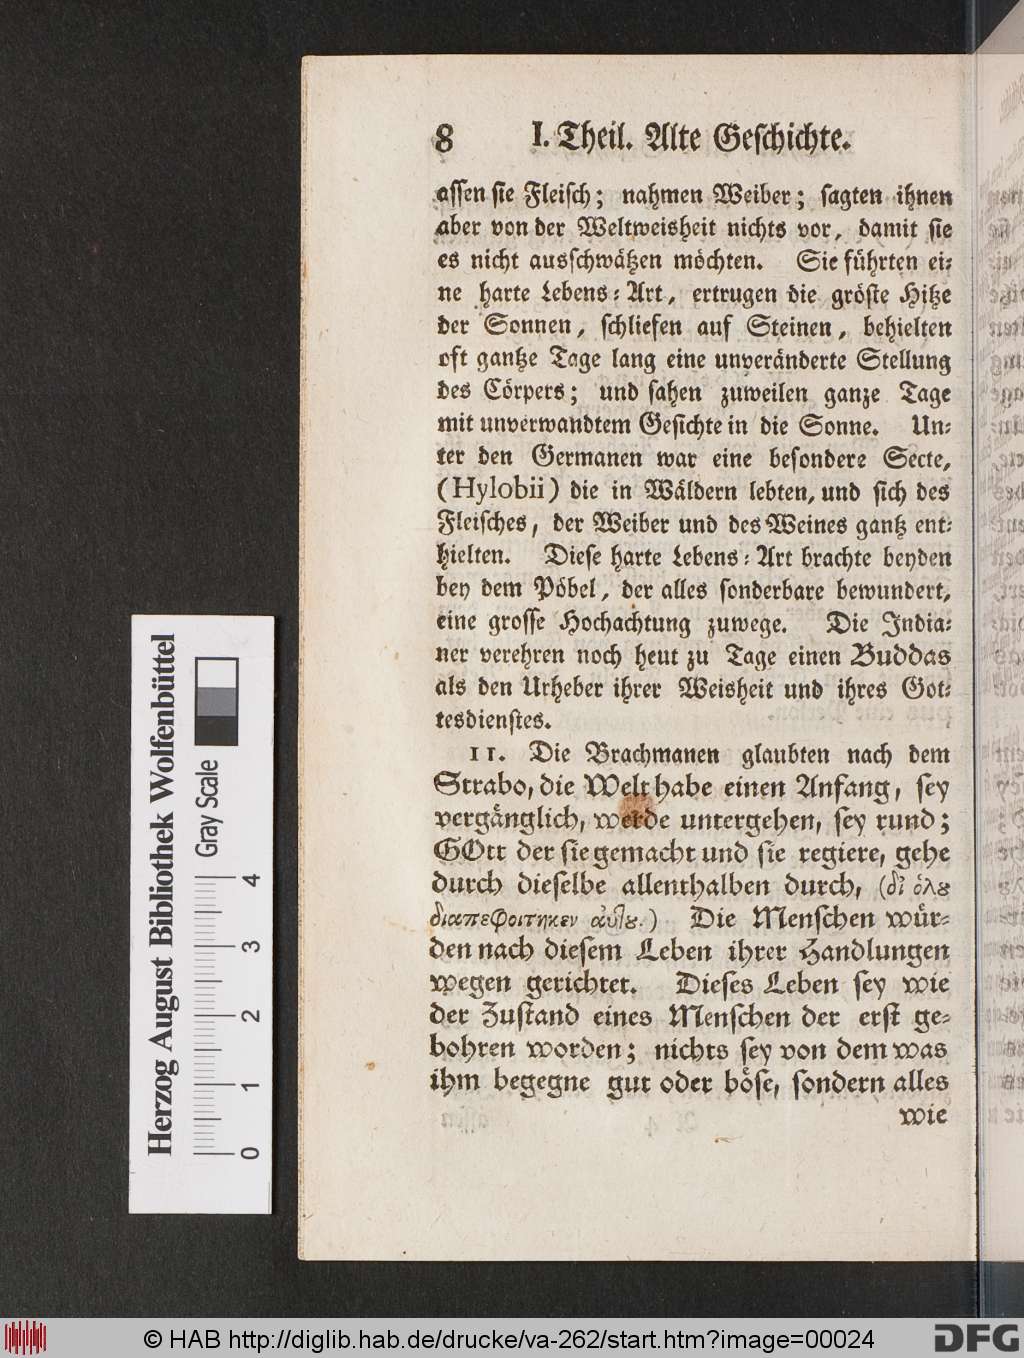 8 I. Theil. Alte Geschichte.
assen sie Fleisch; nahmen Weiber; sagten ihnen
aber von der Weltweisheit nichts vor, damit sie
es nicht ausschwätzen möchten. Sie führten ei-
ne harte Lebens-Art, ertrugen die gröste Hitze
der Sonnen, schliefen auf Steinen, behielten
oft gantze Tage lang eine unveränderte Stellung
des Cörpers; und sahen zuweilen ganze Tage
mit unverwandtem Gesichte in die Sonne. Un-
ter den Germanen war eine besondere Secte,
(Hylobii) die in Wäldern lebten, und sich des
Fleisches, der Weiber und des Weines gantz ent-
hielten. Diese harte Lebens-Art brachte beyden
bey dem Pöbel, der alles sonderbare bewundert,
eine grosse Hochachtung zuwege. Die India-
ner verehren noch heut zu Tage einen Buddas
als den Urheber ihrer Weisheit und ihres Got-
tesdienstes.
11. Die Brachmanen glaubten nach dem
Strabo, die Welt habe einen Anfang, sey
vergänglich, werde untergehen, sey rund;
GOtt der sie gemacht und sie regiere, gehe
durch dieselbe allenthalben durch, (δι ὁλȣ
διαπεφοιτηκεν αὐτȣ.) Die Menschen wür-
den nach diesem Leben ihrer Handlungen
wegen gerichtet. Dieses Leben sey wie
der Zustand eines Menschen der erst ge-
bohren worden; nichts sey von dem was
ihm begegne gut oder böse, sondern alles
wie
Herzog August Bibliothek Wolfenbüttel
Gray Scale
0 1 2 3 4
© HAB http://diglib.hab.de/drucke/va-262/start.htm?image=00024
DFG